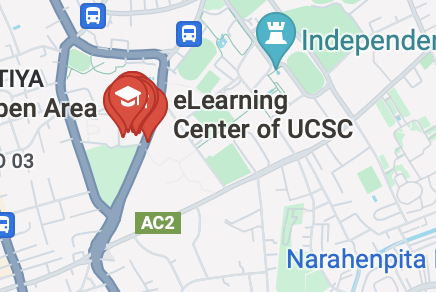 Independen
TIYA
pen Area
eLearning
Center of UCSC
03
AC2
Narahenpita